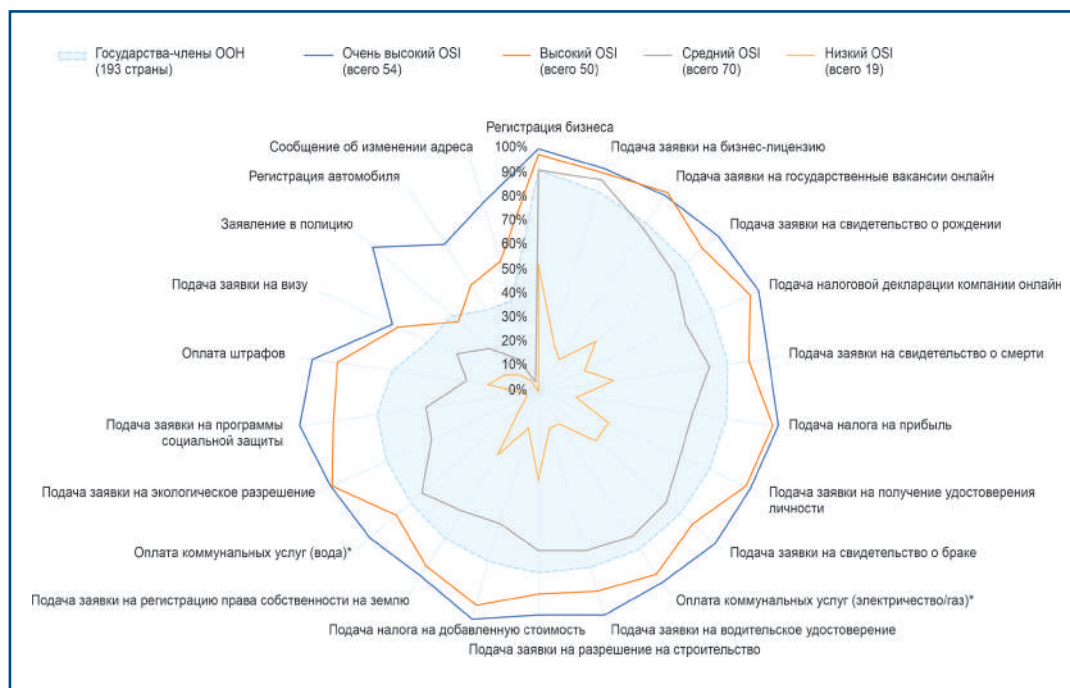 Государства-члены ООН
(193 страны)
Очень высокий OSI
(всего 54)
Высокий OSI
(всего 50)
Средний OSI
(всего 70)
Низкий OSI
(всего 19)
Регистрация бизнеса
Подача заявки на бизнес-лицензию
Подача заявки на государственные вакансии онлайн
Подача заявки на свидетельство о рождении
Подача налоговой декларации компании онлайн
Подача заявки на свидетельство о смерти
Подача налога на прибыль
Подача заявки на получение удостоверения
личности
Подача заявки на свидетельство о браке
Оплата коммунальных услуг (электричество/газ)*
Подача заявки на водительское удостоверение
Подача заявки на разрешение на строительство
Подача налога на добавленную стоимость
Подача заявки на регистрацию права собственности на землю
Оплата коммунальных услуг (вода)*
Подача заявки на экологическое разрешение
Подача заявки на программы
социальной защиты
Оплата штрафов
Подача заявки на визу
Заявление в полицию
Регистрация автомобиля
Сообщение об изменении адреса
100%
90%
80%
70%
60%
50%
40%
30%
20%
10%
0%